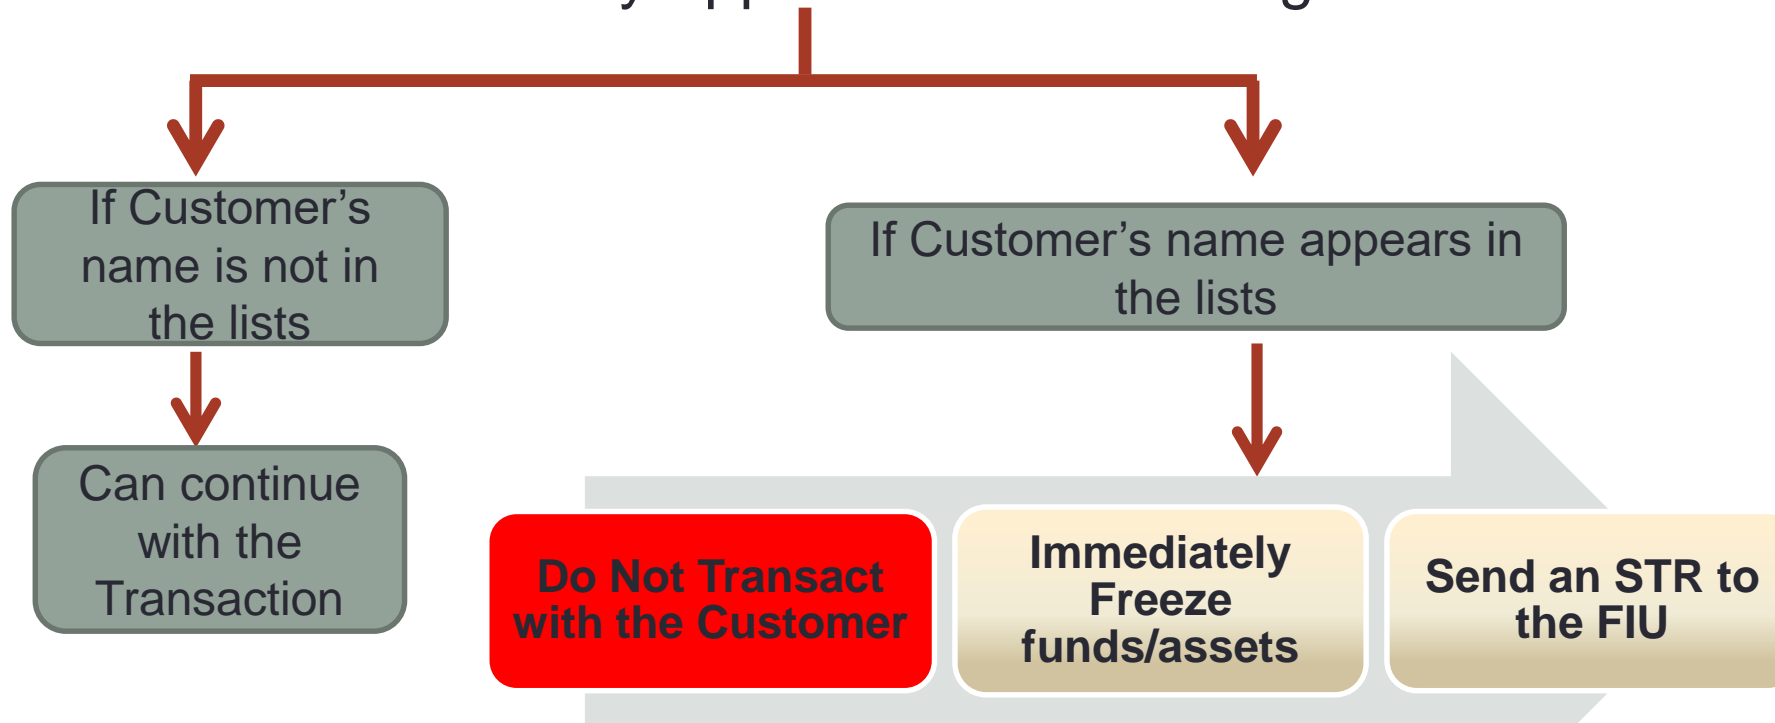 If Customer’s
name is not in
the lists
If Customer’s name appears in
the lists
Can continue
with the
Transaction
Do Not Transact
with the Customer
Immediately
Freeze
funds/assets
Send an STR to
the FIU